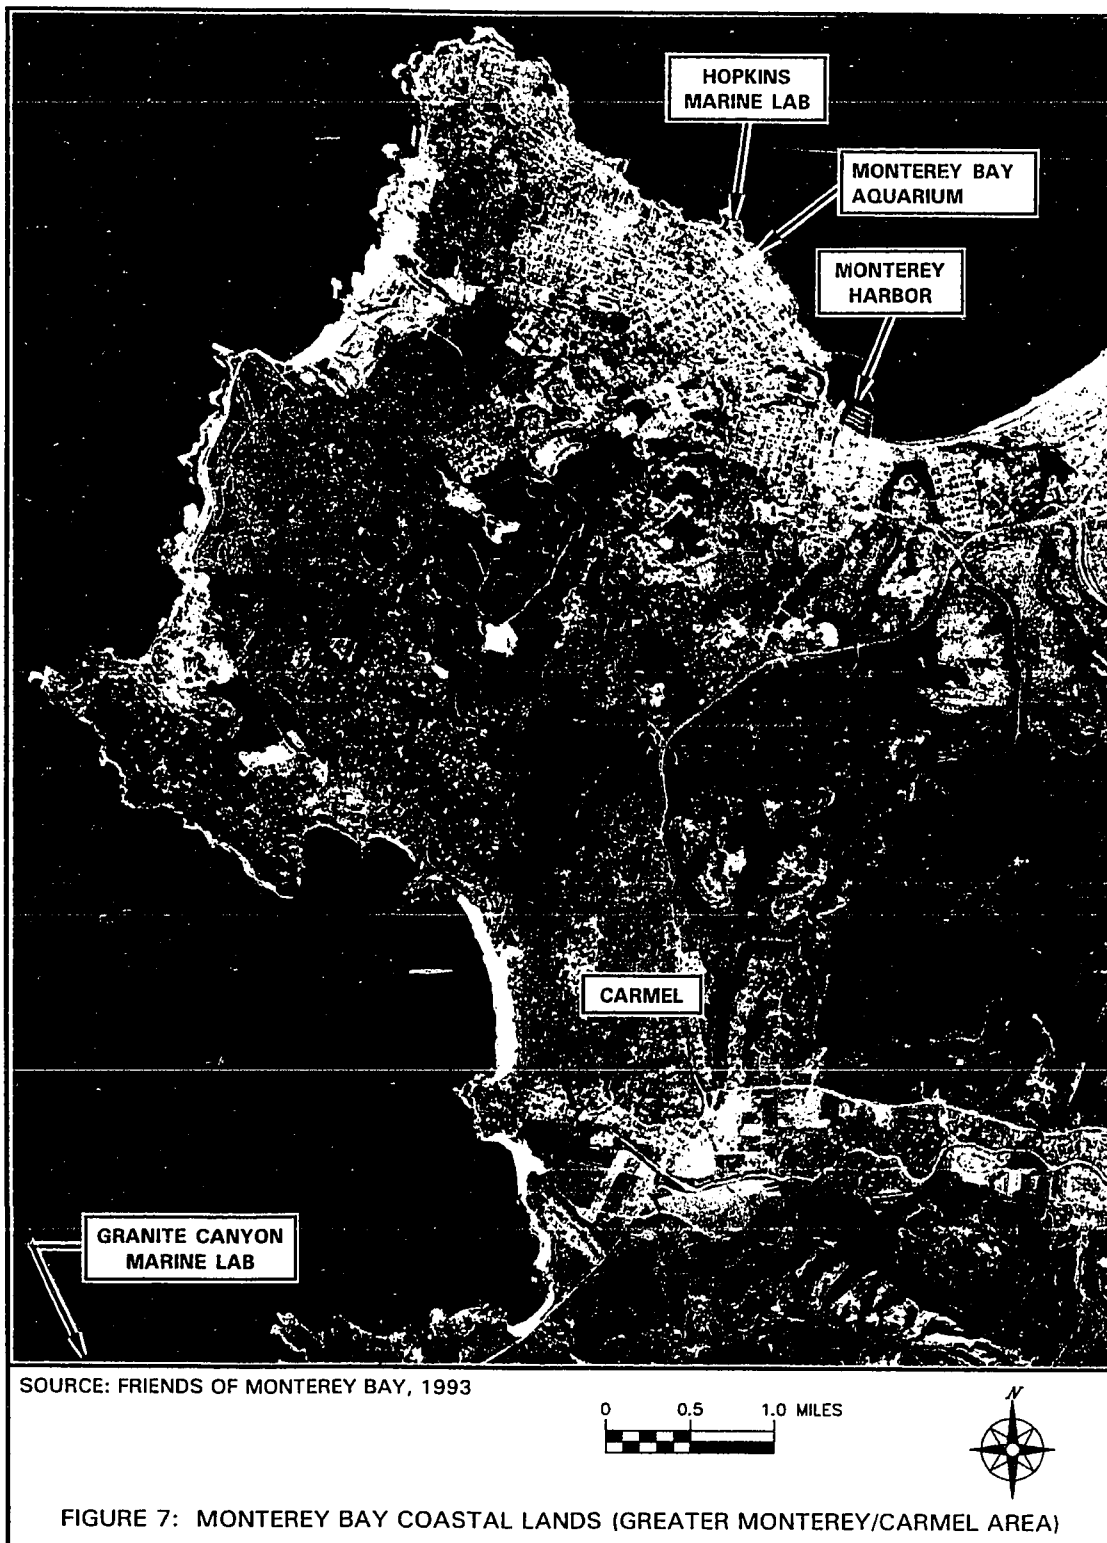 HOPKINS
MARINE LAB
MONTEREY BAY
AQUARIUM
MONTEREY
HARBOR
CARMEL
GRANITE CANYON
MARINE LAB
SOURCE: FRIENDS OF MONTEREY BAY, 1993
0 0.5 1.0 MILES
N
FIGURE 7: MONTEREY BAY COASTAL LANDS (GREATER MONTEREY/CARMEL AREA)